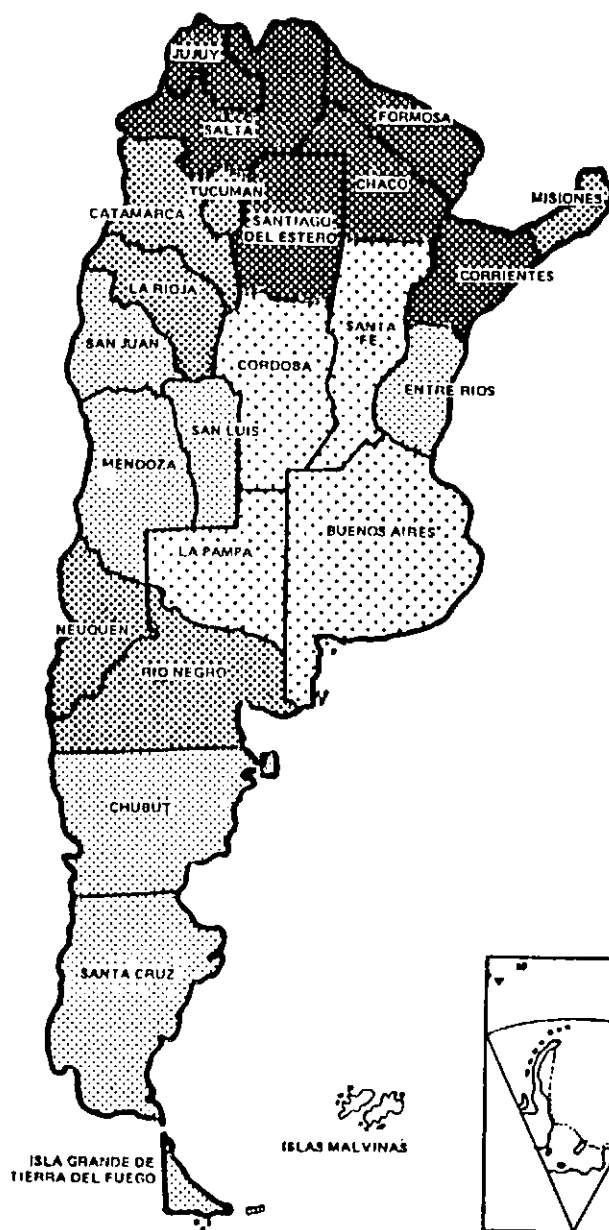 JUJUY
SALTA
FORMOSA
TUCUMAN
CHACO
MISIONES
CATAMARCA
SANTIAGO
DEL ESTERO
CORRIENTES
LA RIOJA
SAN JUAN
CORDOBA
SANTA
FE
ENTRE RIOS
SAN LUIS
MENDOZA
BUENOS AIRES
LA PAMPA
NEUQUEN
RIO NEGRO
CHUBUT
SANTA CRUZ
ISLAS MALVINAS
ISLA GRANDE DE
TIERRA DEL FUEGO